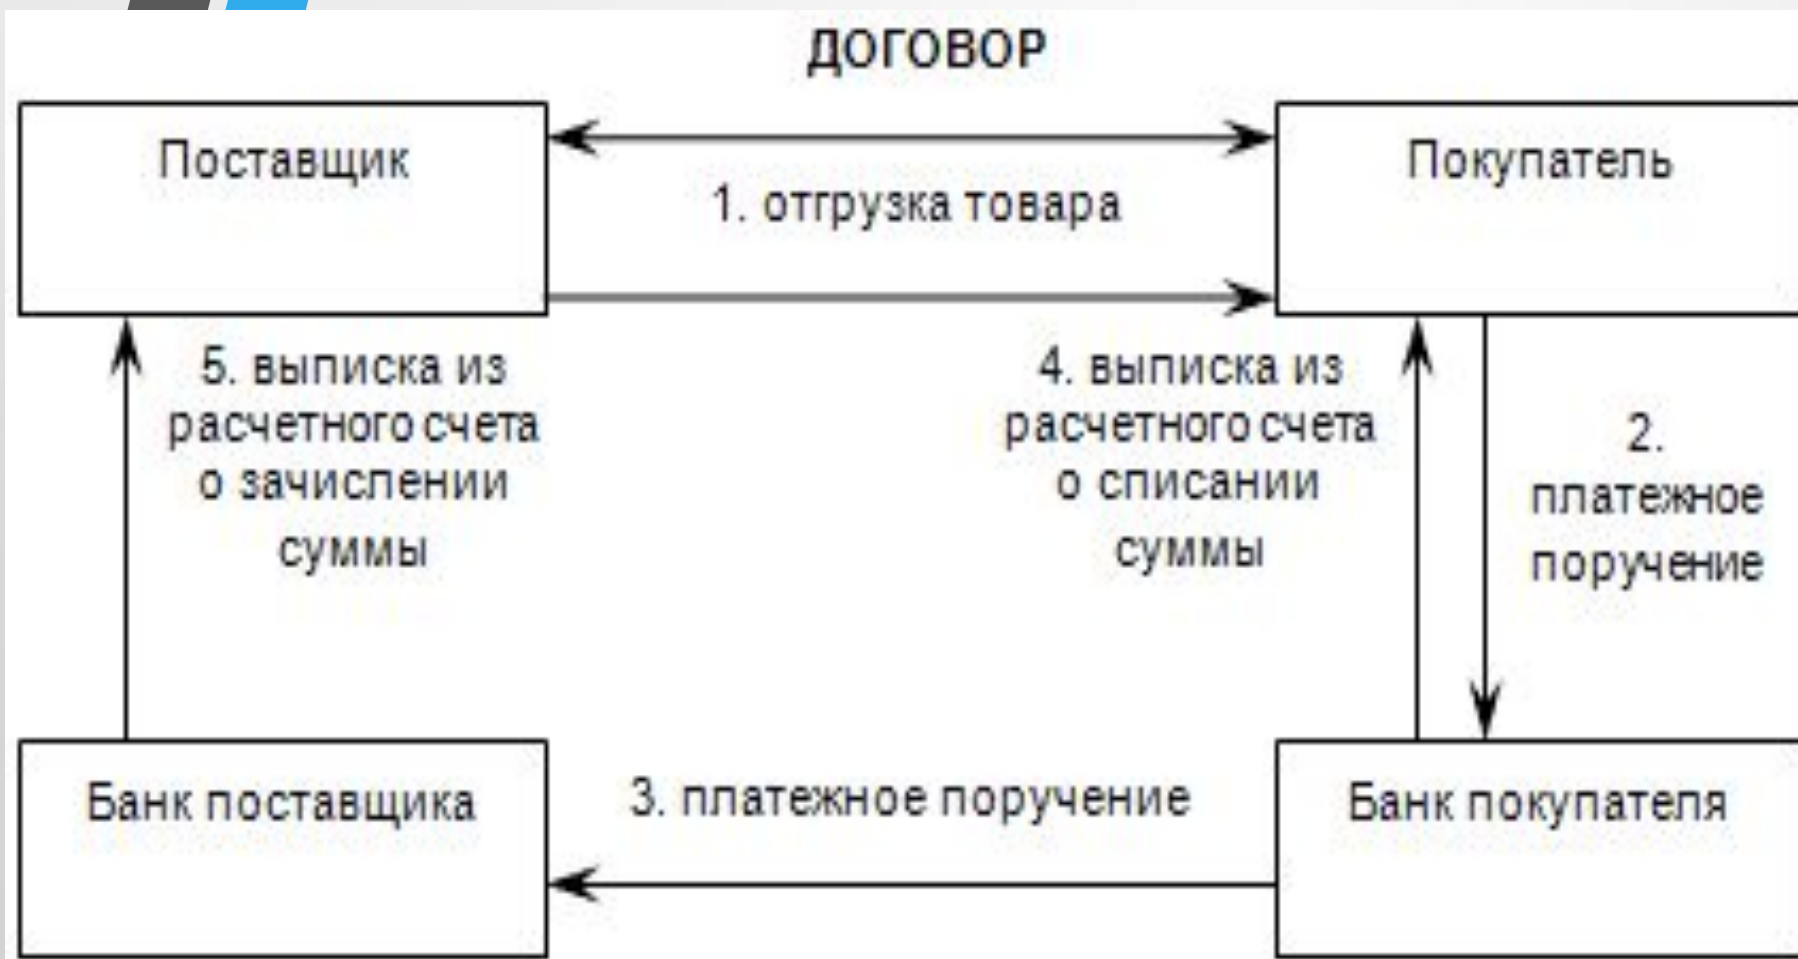 ДОГОВОР
Поставщик
Покупатель
1. отгрузка товара
5. выписка из
расчетного счета
о зачислении
суммы
4. выписка из
расчетного счета
о списании
суммы
2.
платежное
поручение
Банк поставщика
3. платежное поручение
Банк покупателя